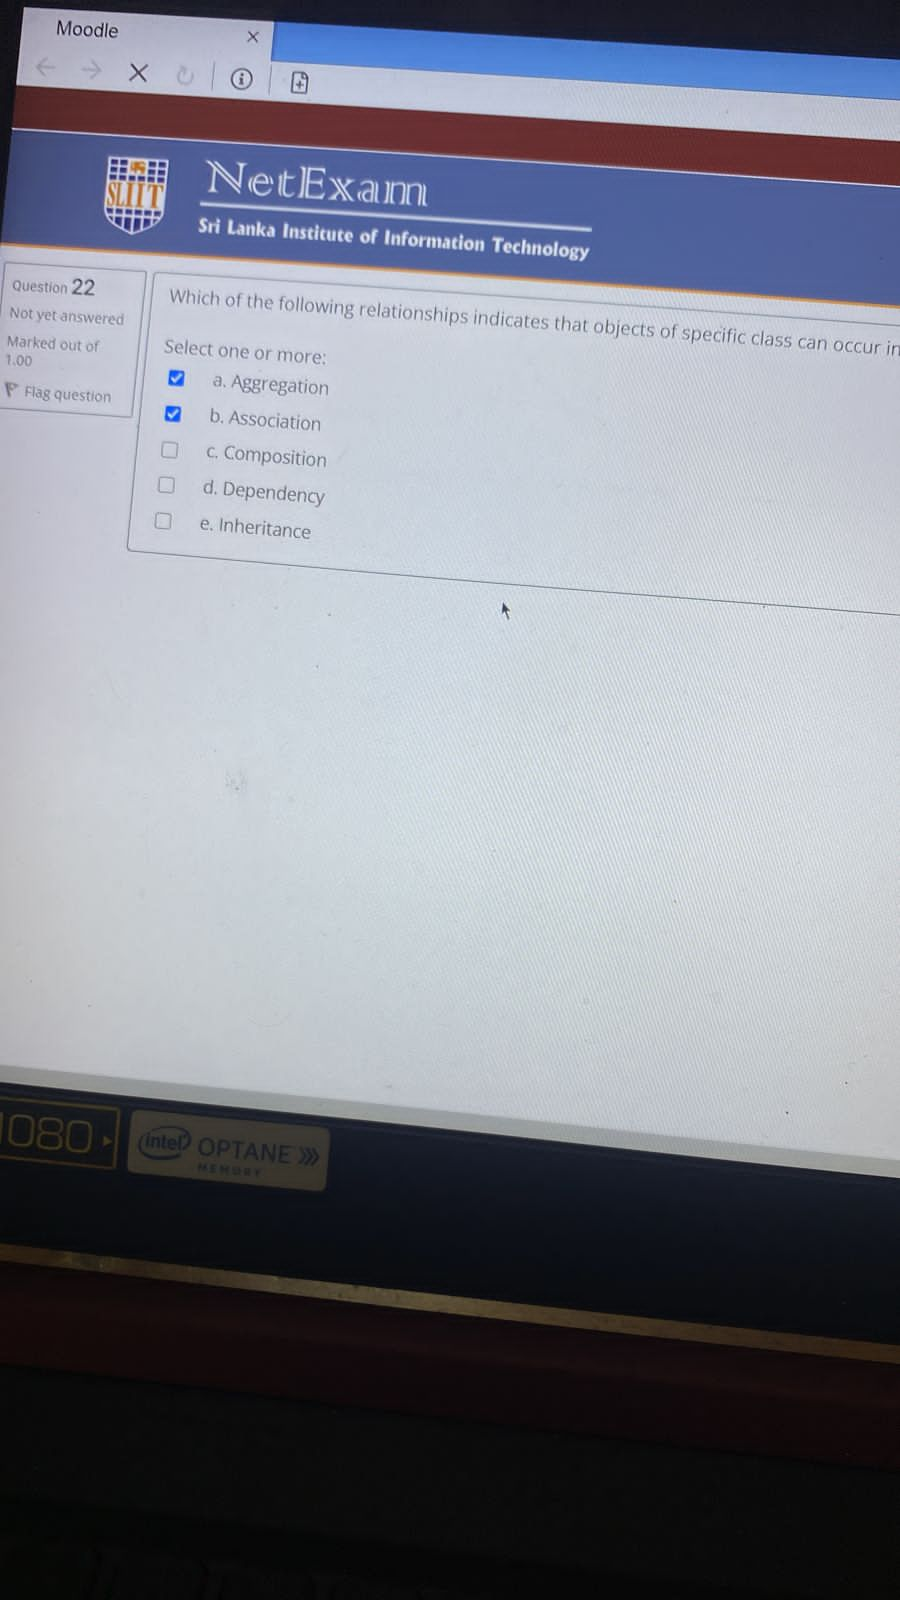 Moodle
NetExam
SLIIT
Sri Lanka Institute of Information Technology
Question 22
Not yet answered
Marked out of
1.00
Flag question
Which of the following relationships indicates that objects of specific class can occur in
Select one or more:
a. Aggregation
b. Association
c. Composition
d. Dependency
e. Inheritance
1080
intel OPTANE
MEMORY